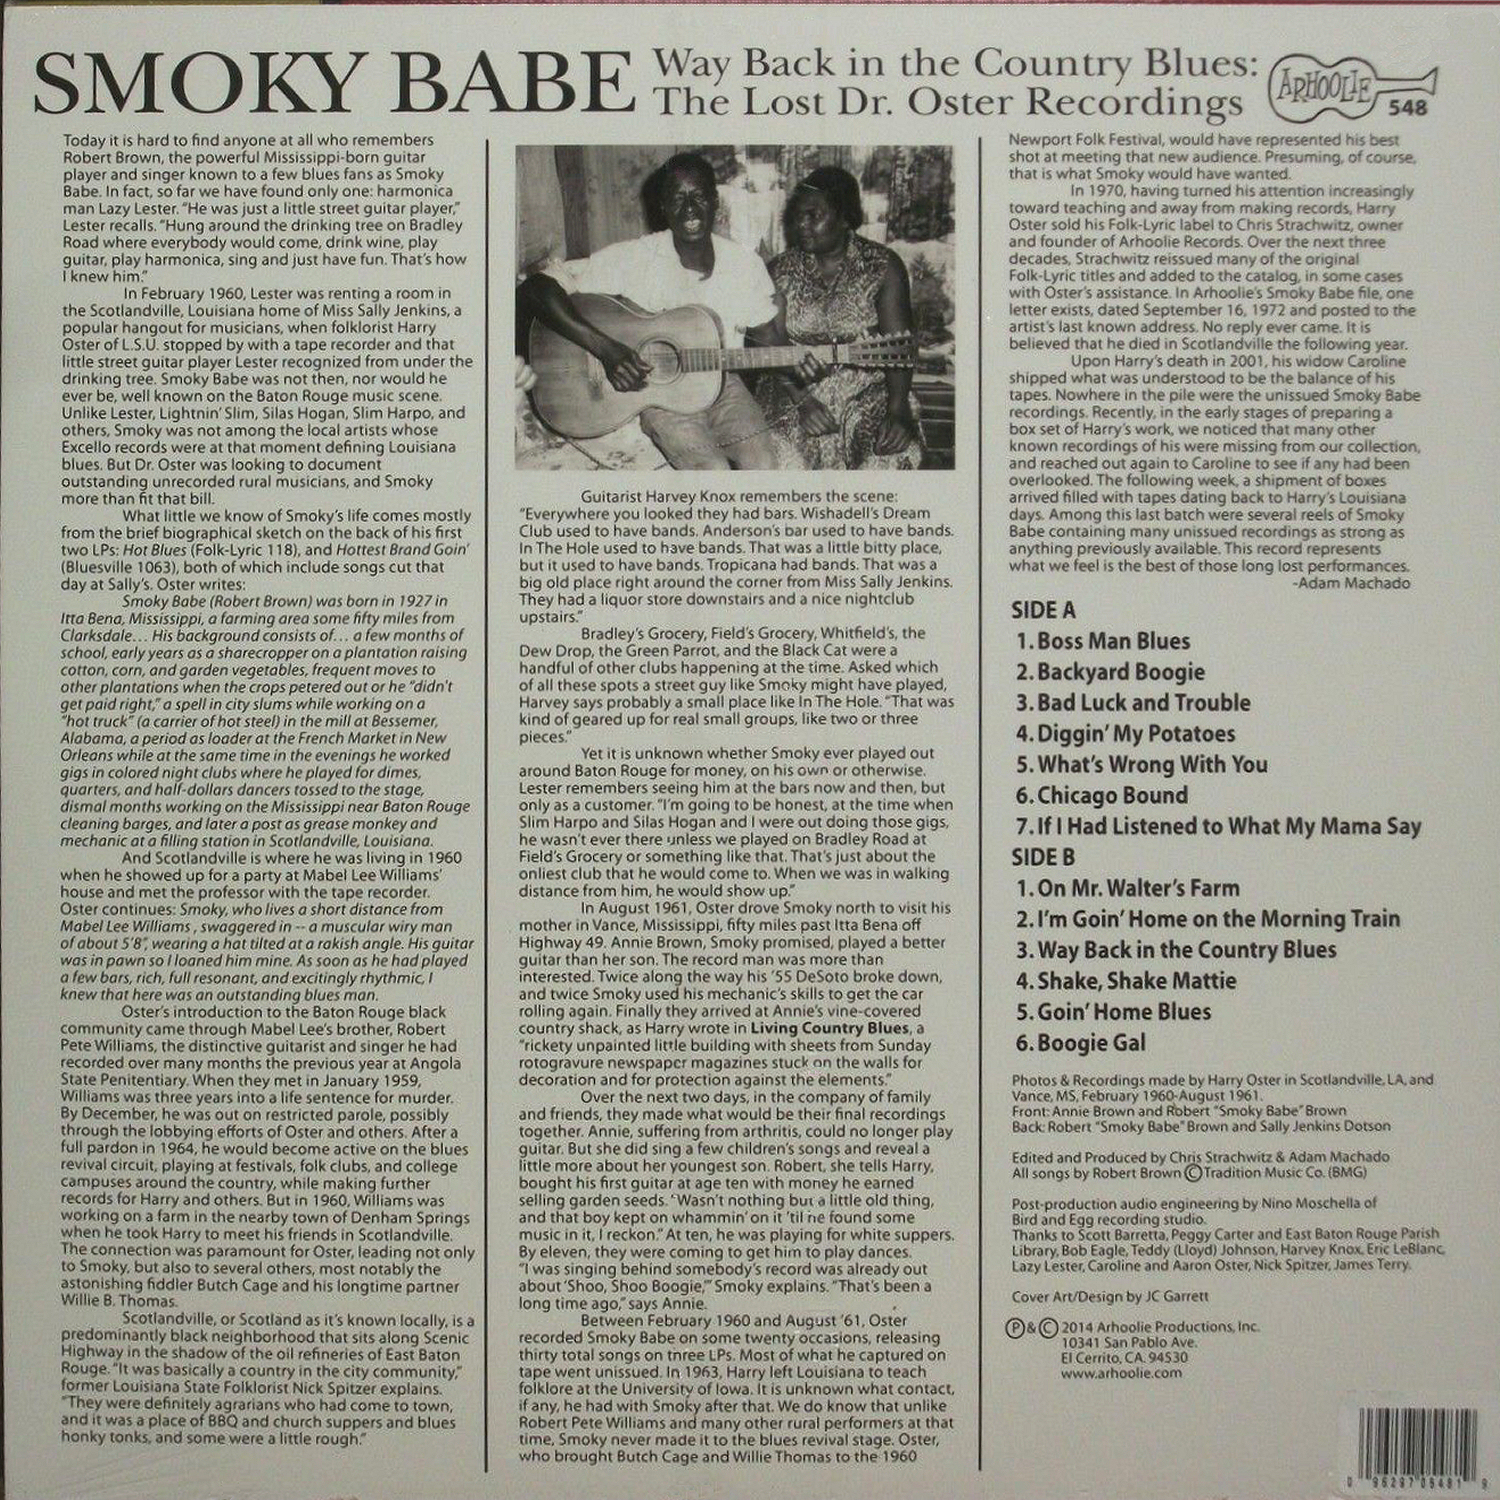 SMOKY BABE
Way Back in the Country Blues:
The Lost Dr. Oster Recordings
ARHOOLIE
548
Today it is hard to find anyone at all who remembers
Robert Brown, the powerful Mississippi-born guitar
player and singer known to a few blues fans as Smoky
Babe. In fact, so far we have found only one: harmonica
man Lazy Lester. "He was just a little street guitar player,"
Lester recalls. "Hung around the drinking tree on Bradley
Road where everybody would come, drink wine, play
guitar, play harmonica, sing and just have fun. That's how
I knew him."
In February 1960, Lester was renting a room in
the Scotlandville, Louisiana home of Miss Sally Jenkins, a
popular hangout for musicians, when folklorist Harry
Oster of L.S.U. stopped by with a tape recorder and that
little street guitar player Lester recognized from under the
drinking tree. Smoky Babe was not then, nor would he
ever be, well known on the Baton Rouge music scene.
Unlike Lester, Lightnin' Slim, Silas Hogan, Slim Harpo, and
others, Smoky was not among the local artists whose
Excello records were at that moment defining Louisiana
blues. But Dr. Oster was looking to document
outstanding unrecorded rural musicians, and Smoky
more than fit that bill.
What little we know of Smoky's life comes mostly
from the brief biographical sketch on the back of his first
two LPs: Hot Blues (Folk-Lyric 118), and Hottest Brand Goin'
(Bluesville 1063), both of which include songs cut that
day at Sally's. Oster writes:
Smoky Babe (Robert Brown) was born in 1927 in
Itta Bena, Mississippi, a farming area some fifty miles from
Clarksdale... His background consists of... a few months of
school, early years as a sharecropper on a plantation raising
cotton, corn, and garden vegetables, frequent moves to
other plantations when the crops petered out or he "didn't
get paid right," a spell in city slums while working on a
"hot truck" (a carrier of hot steel) in the mill at Bessemer,
Alabama, a period as loader at the French Market in New
Orleans while at the same time in the evenings he worked
gigs in colored night clubs where he played for dimes,
quarters, and half-dollars dancers tossed to the stage,
dismal months working on the Mississippi near Baton Rouge
cleaning barges, and later a post as grease monkey and
mechanic at a filling station in Scotlandville, Louisiana.
And Scotlandville is where he was living in 1960
when he showed up for a party at Mabel Lee Williams'
house and met the professor with the tape recorder.
Oster continues: Smoky, who lives a short distance from
Mabel Lee Williams , swaggered in -- a muscular wiry man
of about 5'8", wearing a hat tilted at a rakish angle. His guitar
was in pawn so I loaned him mine. As soon as he had played
a few bars, rich, full resonant, and excitingly rhythmic, I
knew that here was an outstanding blues man.
Oster's introduction to the Baton Rouge black
community came through Mabel Lee's brother, Robert
Pete Williams, the distinctive guitarist and singer he had
recorded over many months the previous year at Angola
State Penitentiary. When they met in January 1959,
Williams was three years into a life sentence for murder.
By December, he was out on restricted parole, possibly
through the lobbying efforts of Oster and others. After a
full pardon in 1964, he would become active on the blues
revival circuit, playing at festivals, folk clubs, and college
campuses around the country, while making further
records for Harry and others. But in 1960, Williams was
working on a farm in the nearby town of Denham Springs
when he took Harry to meet his friends in Scotlandville.
The connection was paramount for Oster, leading not only
to Smoky, but also to several others, most notably the
astonishing fiddler Butch Cage and his longtime partner
Willie B. Thomas.
Scotlandville, or Scotland as it's known locally, is a
predominantly black neighborhood that sits along Scenic
Highway in the shadow of the oil refineries of East Baton
Rouge. "It was basically a country in the city community,"
former Louisiana State Folklorist Nick Spitzer explains.
"They were definitely agrarians who had come to town,
and it was a place of BBQ and church suppers and blues
honky tonks, and some were a little rough."
Guitarist Harvey Knox remembers the scene:
"Everywhere you looked they had bars. Wishadell's Dream
Club used to have bands. Anderson's bar used to have bands.
In The Hole used to have bands. That was a little bitty place,
but it used to have bands. Tropicana had bands. That was a
big old place right around the corner from Miss Sally Jenkins.
They had a liquor store downstairs and a nice nightclub
upstairs."
Bradley's Grocery, Field's Grocery, Whitfield's, the
Dew Drop, the Green Parrot, and the Black Cat were a
handful of other clubs happening at the time. Asked which
of all these spots a street guy like Smoky might have played,
Harvey says probably a small place like In The Hole. "That was
kind of geared up for real small groups, like two or three
pieces."
Yet it is unknown whether Smoky ever played out
around Baton Rouge for money, on his own or otherwise.
Lester remembers seeing him at the bars now and then, but
only as a customer. "I'm going to be honest, at the time when
Slim Harpo and Silas Hogan and I were out doing those gigs,
he wasn't ever there unless we played on Bradley Road at
Field's Grocery or something like that. That's just about the
onliest club that he would come to. When we was in walking
distance from him, he would show up."
In August 1961, Oster drove Smoky north to visit his
mother in Vance, Mississippi, fifty miles past Itta Bena off
Highway 49. Annie Brown, Smoky promised, played a better
guitar than her son. The record man was more than
interested. Twice along the way his '55 DeSoto broke down,
and twice Smoky used his mechanic's skills to get the car
rolling again. Finally they arrived at Annie's vine-covered
country shack, as Harry wrote in Living Country Blues, a
"rickety unpainted little building with sheets from Sunday
rotogravure newspaper magazines stuck on the walls for
decoration and for protection against the elements."
Over the next two days, in the company of family
and friends, they made what would be their final recordings
together. Annie, suffering from arthritis, could no longer play
guitar. But she did sing a few children's songs and reveal a
little more about her youngest son. Robert, she tells Harry,
bought his first guitar at age ten with money he earned
selling garden seeds. "Wasn't nothing but a little old thing,
and that boy kept on whammin' on it 'til he found some
music in it, I reckon." At ten, he was playing for white suppers.
By eleven, they were coming to get him to play dances.
"I was singing behind somebody's record was already out
about 'Shoo, Shoo Boogie,'" Smoky explains. "That's been a
long time ago," says Annie.
Between February 1960 and August '61, Oster
recorded Smoky Babe on some twenty occasions, releasing
thirty total songs on three LPs. Most of what he captured on
tape went unissued. In 1963, Harry left Louisiana to teach
folklore at the University of Iowa. It is unknown what contact,
if any, he had with Smoky after that. We do know that unlike
Robert Pete Williams and many other rural performers at that
time, Smoky never made it to the blues revival stage. Oster,
who brought Butch Cage and Willie Thomas to the 1960
Newport Folk Festival, would have represented his best
shot at meeting that new audience. Presuming, of course,
that is what Smoky would have wanted.
In 1970, having turned his attention increasingly
toward teaching and away from making records, Harry
Oster sold his Folk-Lyric label to Chris Strachwitz, owner
and founder of Arhoolie Records. Over the next three
decades, Strachwitz reissued many of the original
Folk-Lyric titles and added to the catalog, in some cases
with Oster's assistance. In Arhoolie's Smoky Babe file, one
letter exists, dated September 16, 1972 and posted to the
artist's last known address. No reply ever came. It is
believed that he died in Scotlandville the following year.
Upon Harry's death in 2001, his widow Caroline
shipped what was understood to be the balance of his
tapes. Nowhere in the pile were the unissued Smoky Babe
recordings. Recently, in the early stages of preparing a
box set of Harry's work, we noticed that many other
known recordings of his were missing from our collection,
and reached out again to Caroline to see if any had been
overlooked. The following week, a shipment of boxes
arrived filled with tapes dating back to Harry's Louisiana
days. Among this last batch were several reels of Smoky
Babe containing many unissued recordings as strong as
anything previously available. This record represents
what we feel is the best of those long lost performances.
-Adam Machado
SIDE A
1. Boss Man Blues
2. Backyard Boogie
3. Bad Luck and Trouble
4. Diggin' My Potatoes
5. What's Wrong With You
6. Chicago Bound
7. If I Had Listened to What My Mama Say
SIDE B
1. On Mr. Walter's Farm
2. I'm Goin' Home on the Morning Train
3. Way Back in the Country Blues
4. Shake, Shake Mattie
5. Goin' Home Blues
6. Boogie Gal
Photos & Recordings made by Harry Oster in Scotlandville, LA, and
Vance, MS, February 1960-August 1961.
Front: Annie Brown and Robert "Smoky Babe" Brown
Back: Robert "Smoky Babe" Brown and Sally Jenkins Dotson
Edited and Produced by Chris Strachwitz & Adam Machado
All songs by Robert Brown © Tradition Music Co. (BMG)
Post-production audio engineering by Nino Moschella of
Bird and Egg recording studio.
Thanks to Scott Barretta, Peggy Carter and East Baton Rouge Parish
Library, Bob Eagle, Teddy (Lloyd) Johnson, Harvey Knox, Eric LeBlanc,
Lazy Lester, Caroline and Aaron Oster, Nick Spitzer, James Terry.
Cover Art/Design by JC Garrett
℗ & © 2014 Arhoolie Productions, Inc.
10341 San Pablo Ave.
El Cerrito, CA. 94530
www.arhoolie.com
0 96297 05481 9